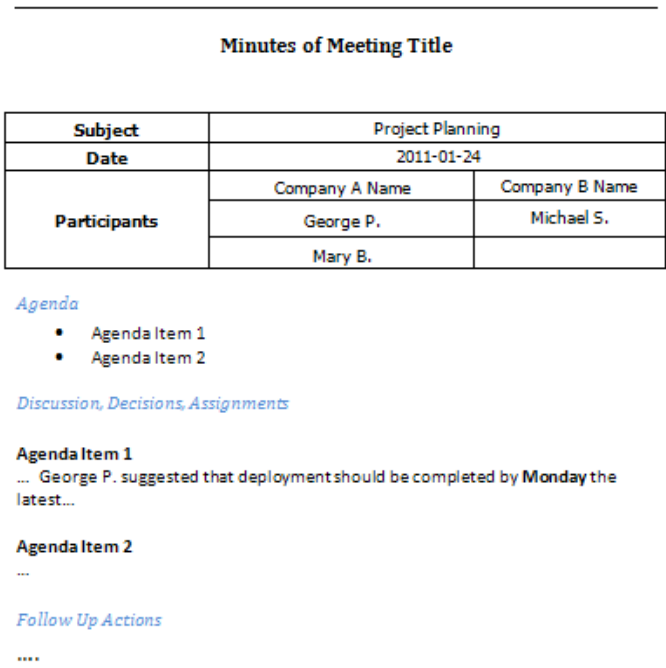 Minutes of Meeting Title
Subject Project Planning
Date 2011-01-24
Participants Company A Name Company B Name
George P. Michael S.
Mary B.
Agenda
• Agenda Item 1
• Agenda Item 2
Discussion, Decisions, Assignments
Agenda Item 1
... George P. suggested that deployment should be completed by Monday the
latest...
Agenda Item 2
...
Follow Up Actions
....